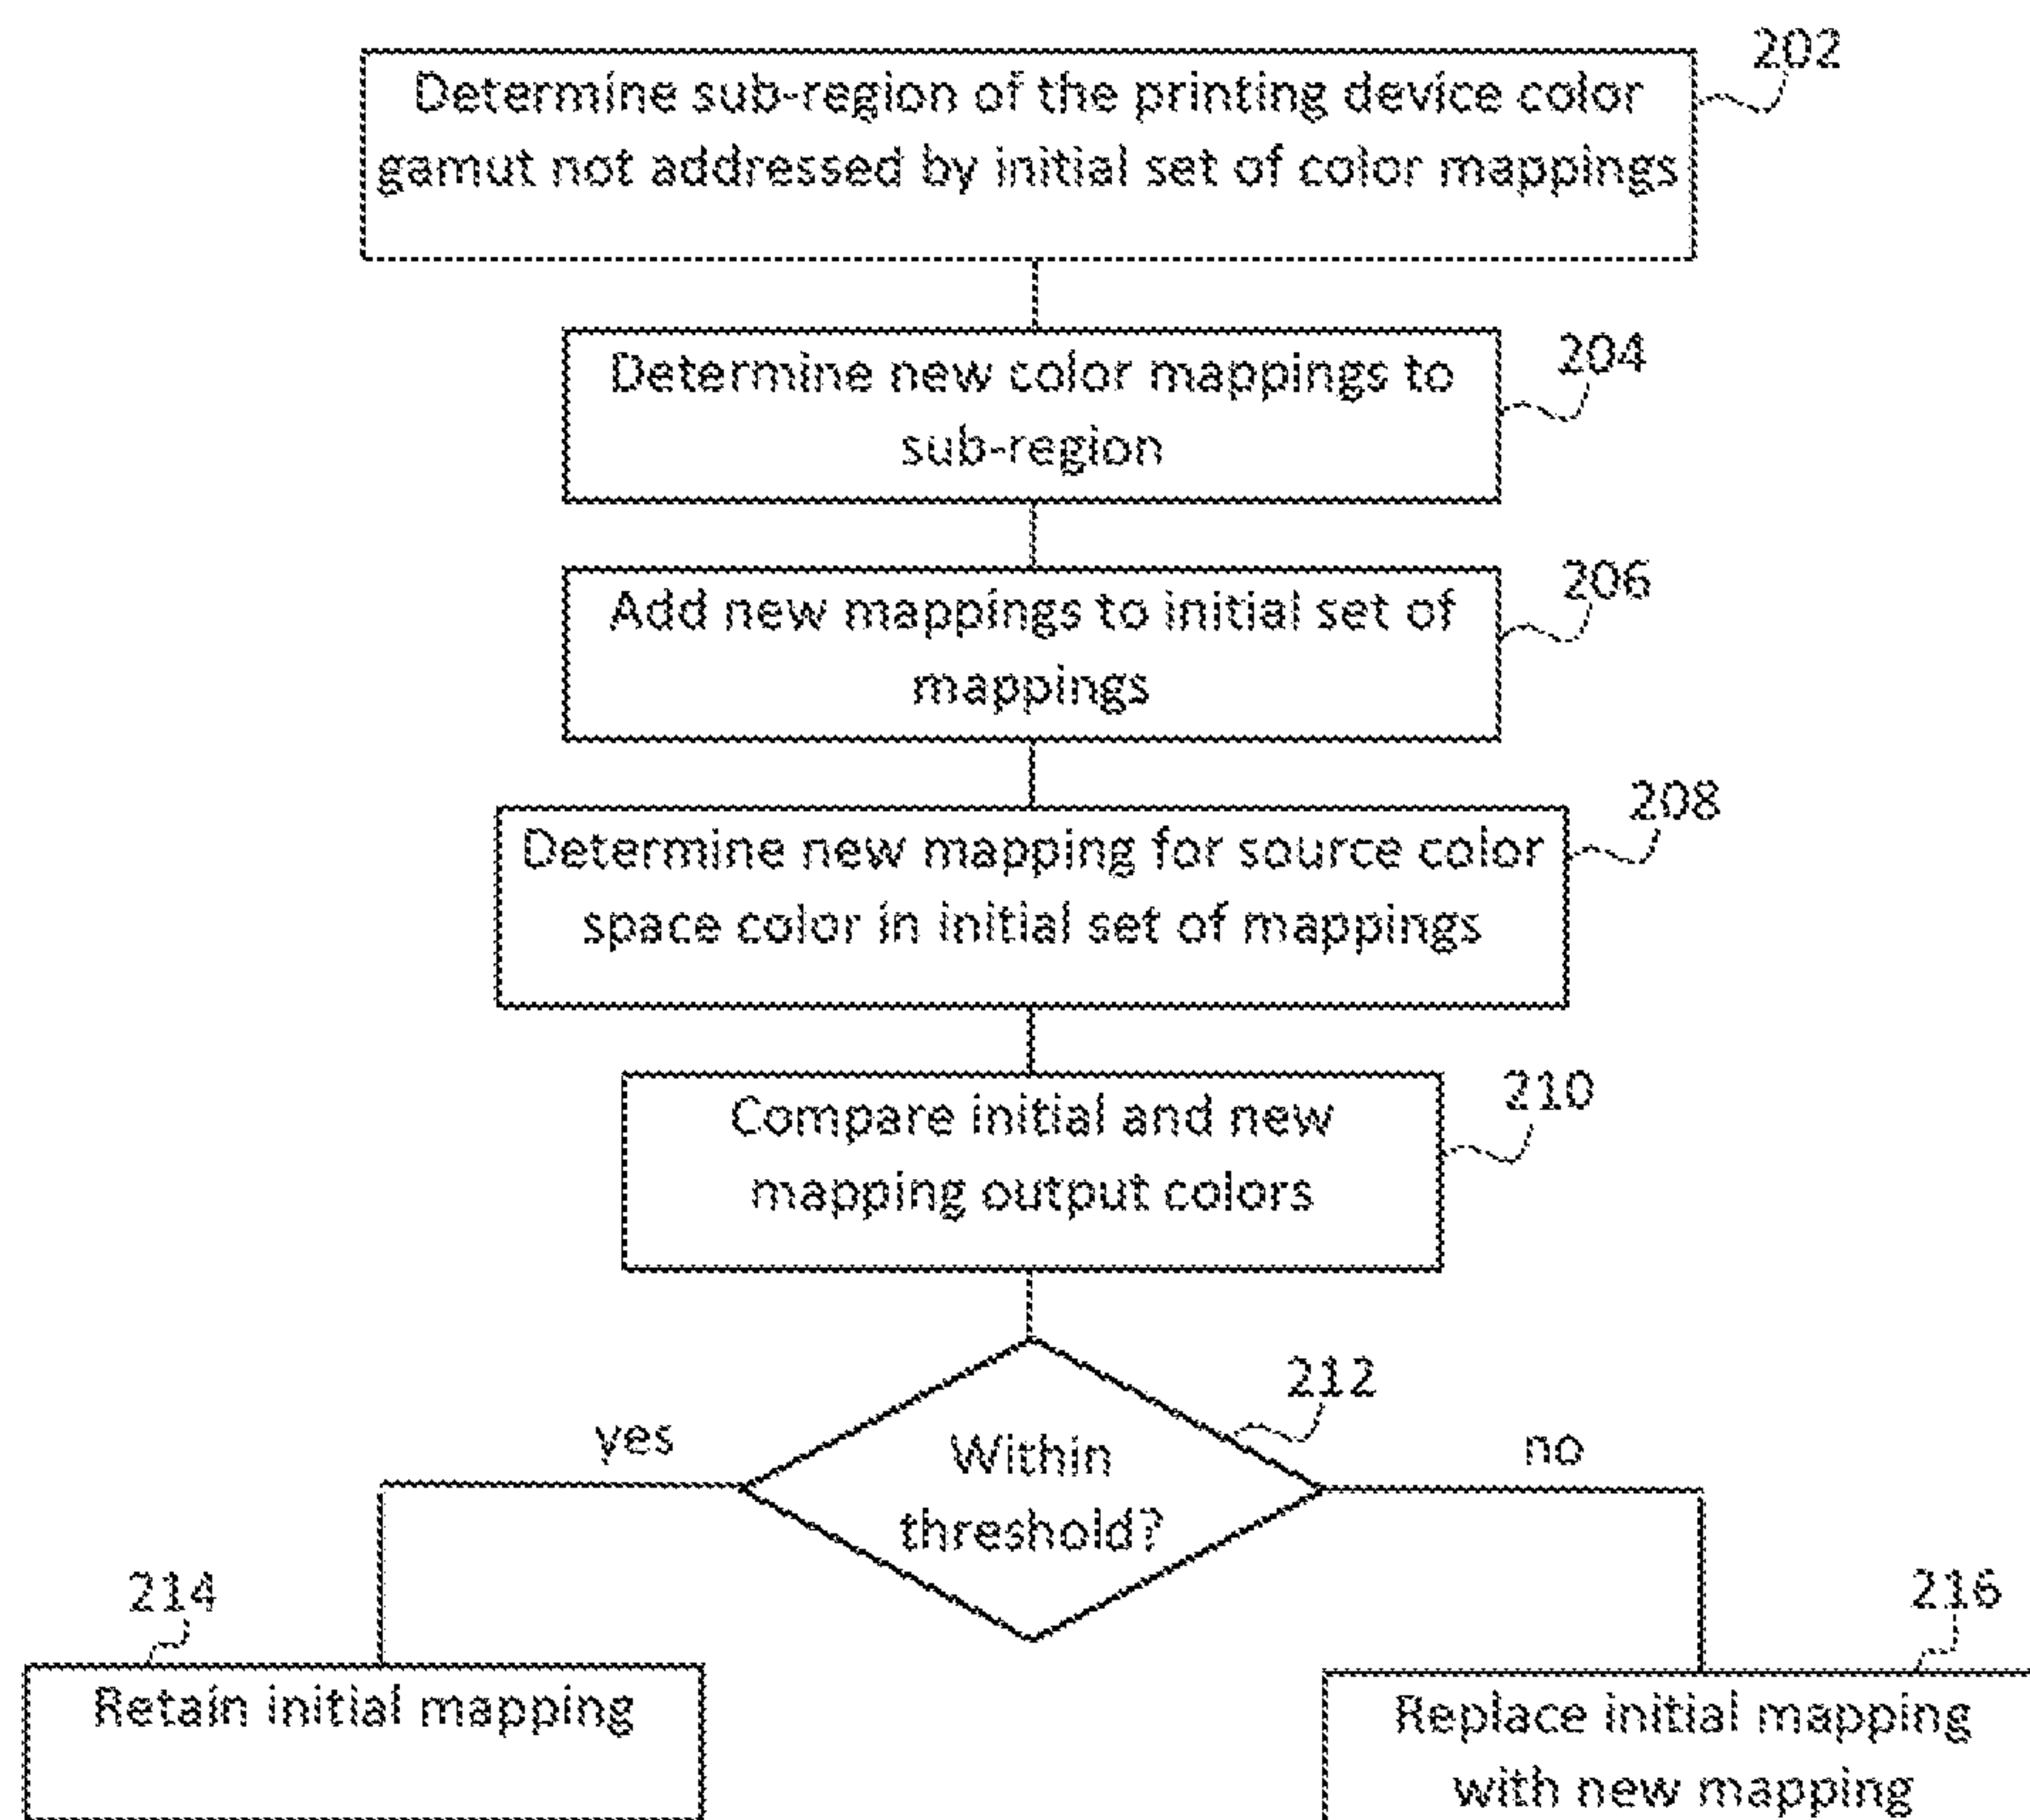 202
Determine sub-region of the printing device color
gamut not addressed by initial set of color mappings
204
Determine new color mappings to
sub-region
206
Add new mappings to initial set of
mappings
208
Determine new mapping for source color
space color in initial set of mappings
210
Compare initial and new
mapping output colors
212
Within
threshold?
yes
no
214
Retain initial mapping
216
Replace initial mapping
with new mapping